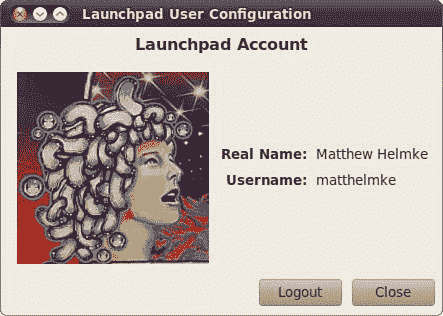 Launchpad User Configuration
Launchpad Account
Real Name: Matthew Helmke
Username: matthelmke
Logout Close